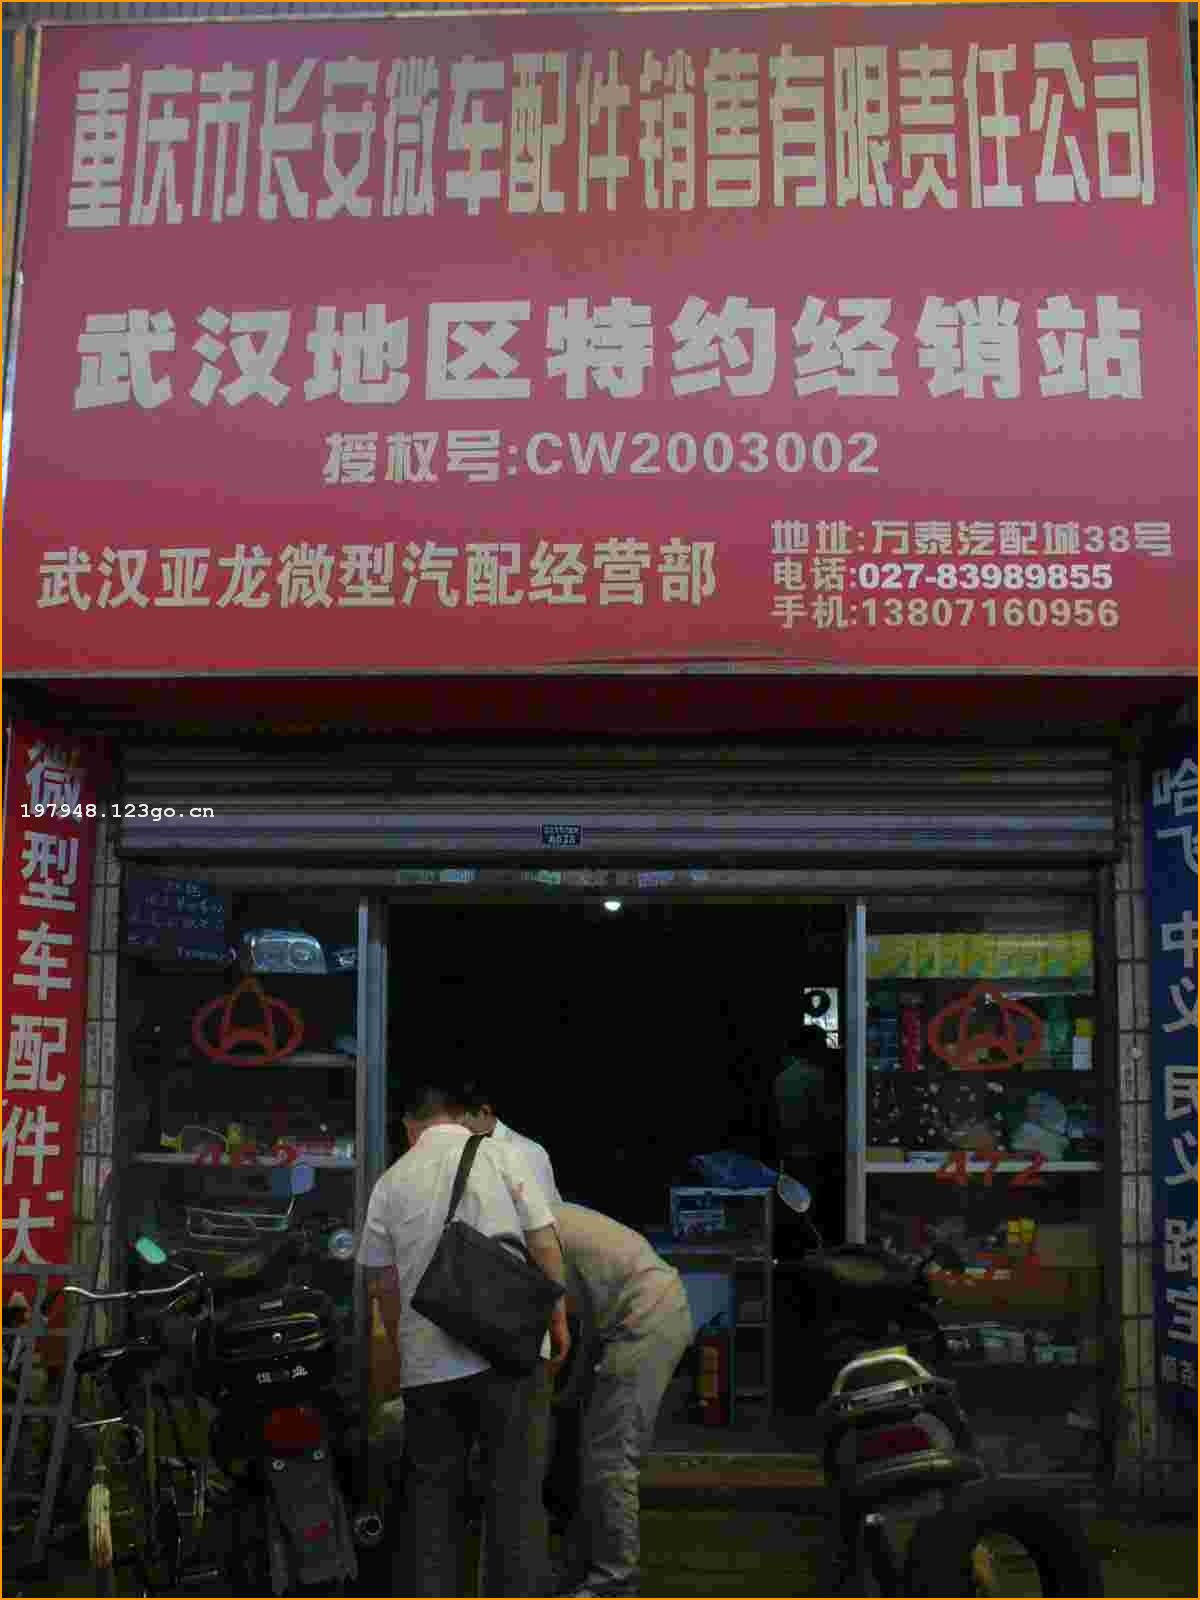 重庆市长安微车配件销售有限责任公司
武汉地区特约经销站
授权号:CW2003002
武汉亚龙微型汽配经营部
地址:万泰汽配城38号
电话:027-83989855
手机:13807160956
微型车配件大
197948.123go.cn
462
472
哈飞 中义 民义 路宝